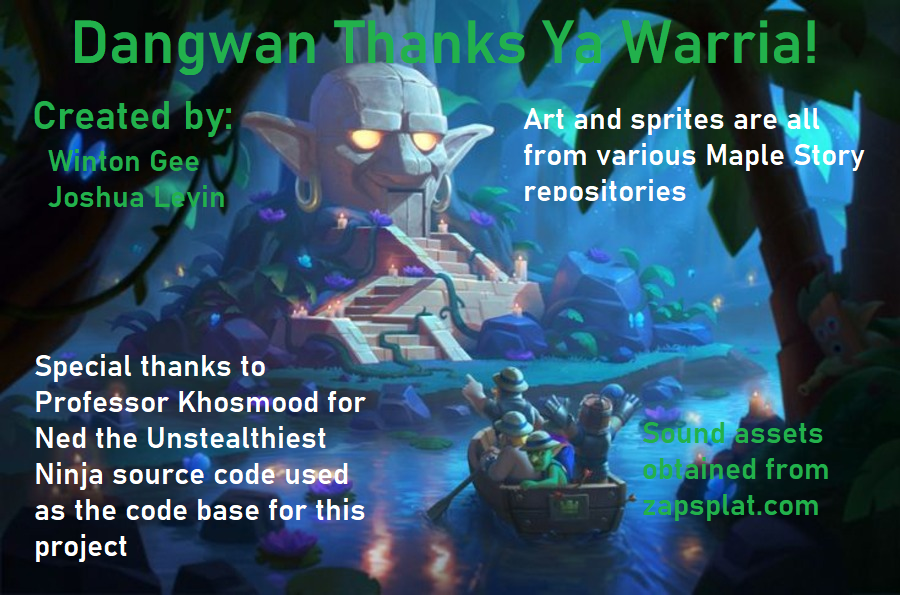 Dangwan Thanks Ya Warria!
Created by:
Winton Gee
Joshua Levin
Art and sprites are all
from various Maple Story
repositories
Special thanks to
Professor Khosmood for
Ned the Unstealthiest
Ninja source code used
as the code base for this
project
Sound assets
obtained from
zapsplat.com